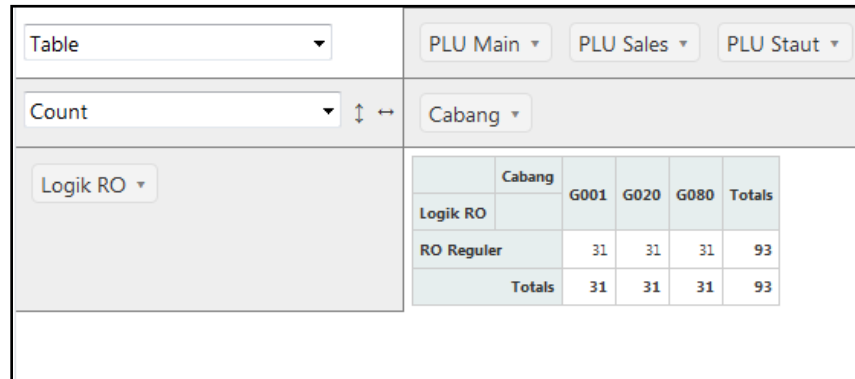 Table
PLU Main PLU Sales PLU Staut
Count
Cabang
Logik RO
Cabang G001 G020 G080 Totals
Logik RO
RO Reguler 31 31 31 93
Totals 31 31 31 93